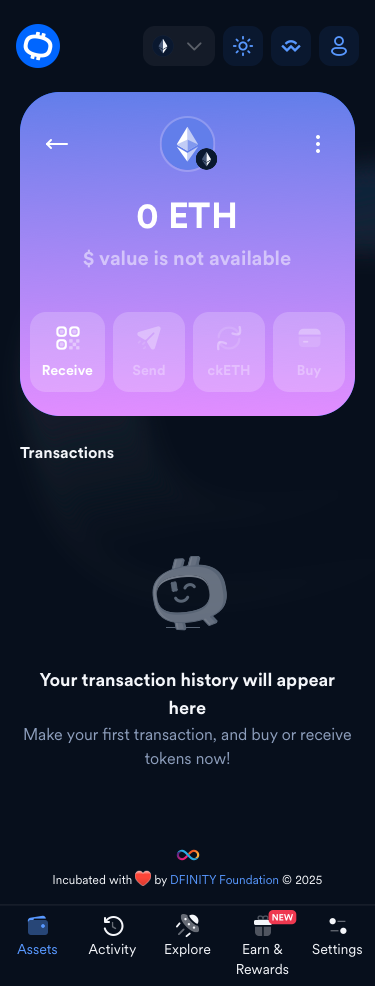 0 ETH
$ value is not available
Receive
Send
ckETH
Buy
Transactions
Your transaction history will appear
here
Make your first transaction, and buy or receive
tokens now!
Incubated with ❤️ by DFINITY Foundation © 2025
NEW
Assets
Activity
Explore
Earn &
Rewards
Settings